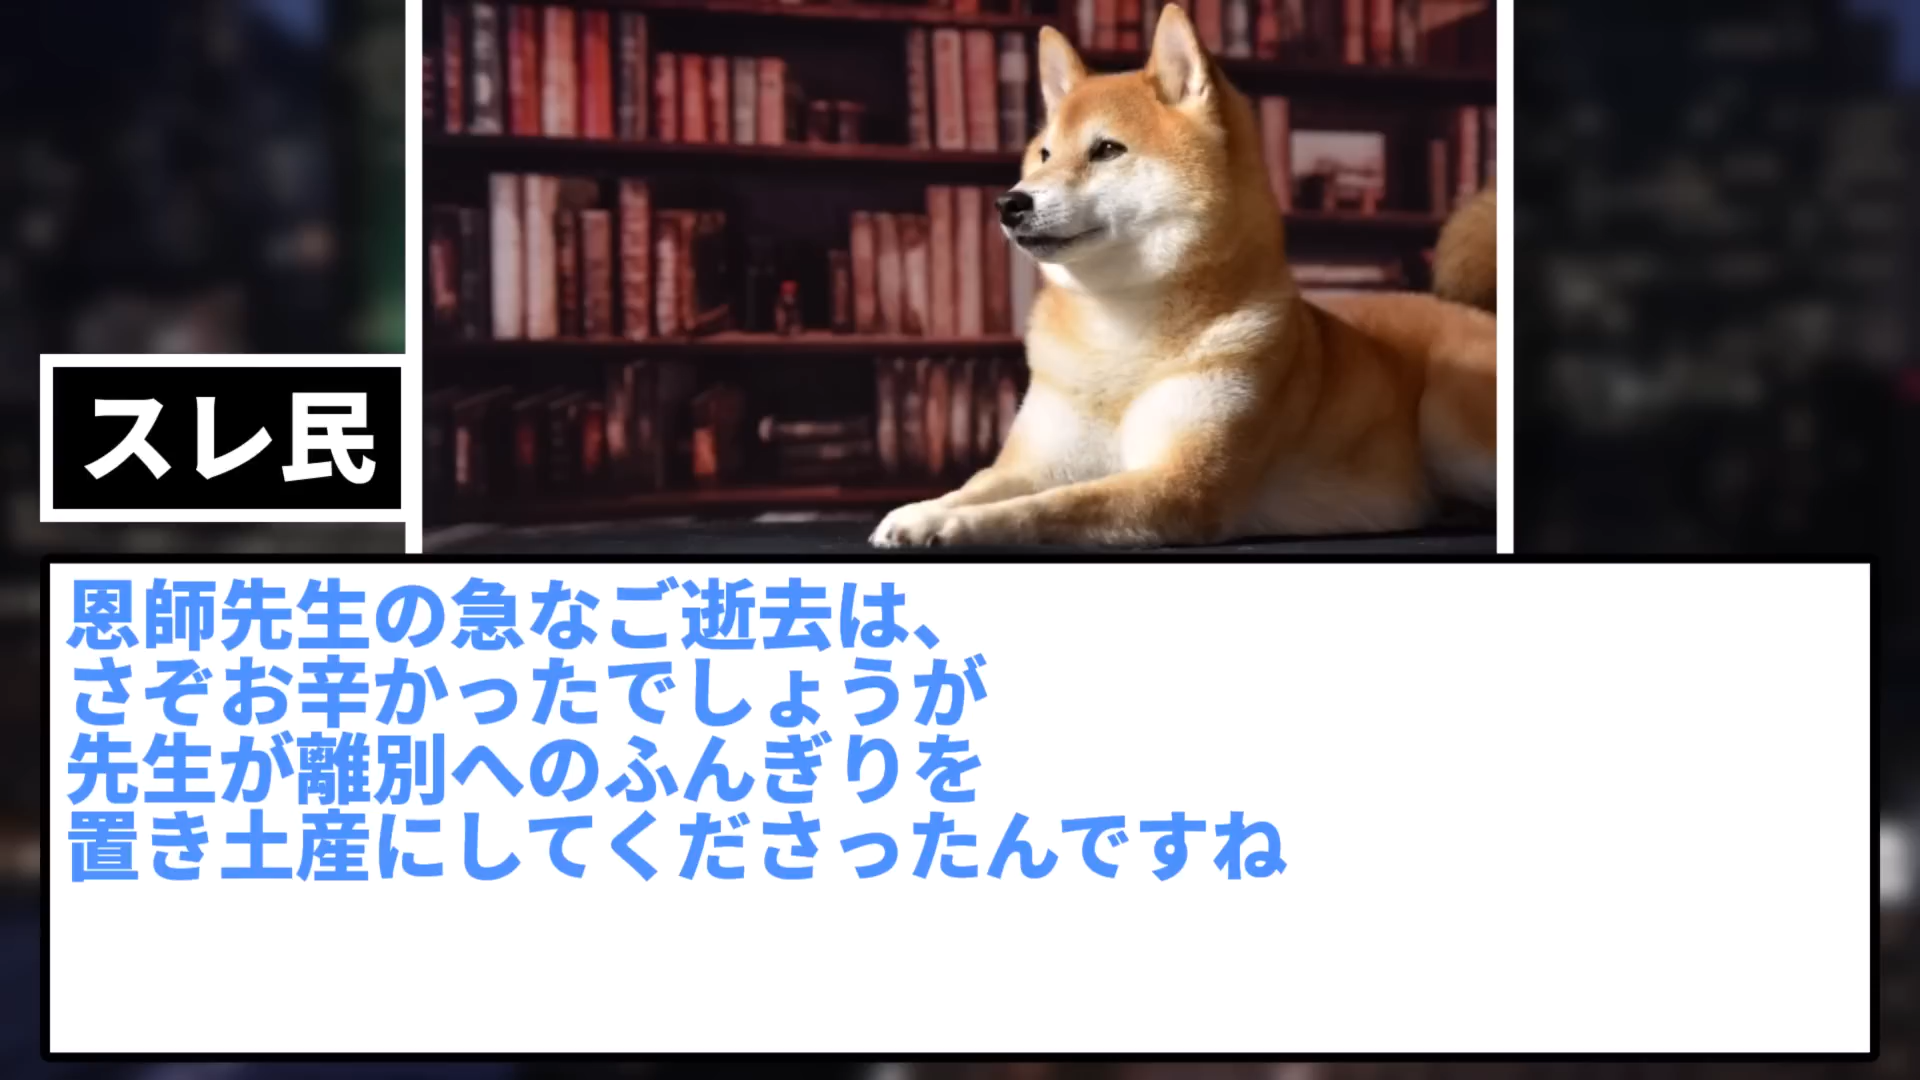 スレ民
恩師先生の急なご逝去は、
さぞお辛かったでしょうが
先生が離別へのふんぎりを
置き土産にしてくださったんですね